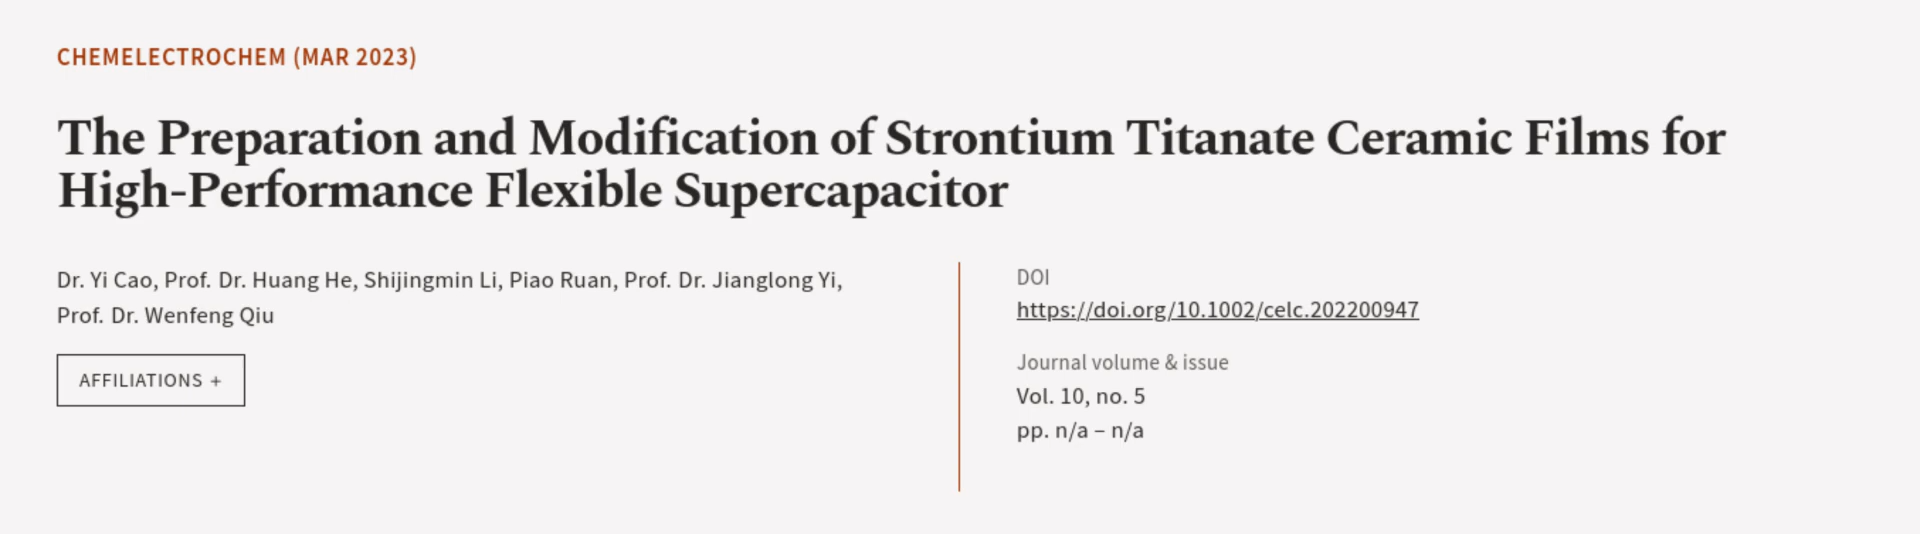 CHEMELECTROCHEM (MAR 2023)
The Preparation and Modification of Strontium Titanate Ceramic Films for
High-Performance Flexible Supercapacitor
Dr. Yi Cao, Prof. Dr. Huang He, Shijingmin Li, Piao Ruan, Prof. Dr. Jianglong Yi,
Prof. Dr. Wenfeng Qiu
AFFILIATIONS +
DOI
https://doi.org/10.1002/celc.202200947
Journal volume & issue
Vol. 10, no. 5
pp. n/a – n/a